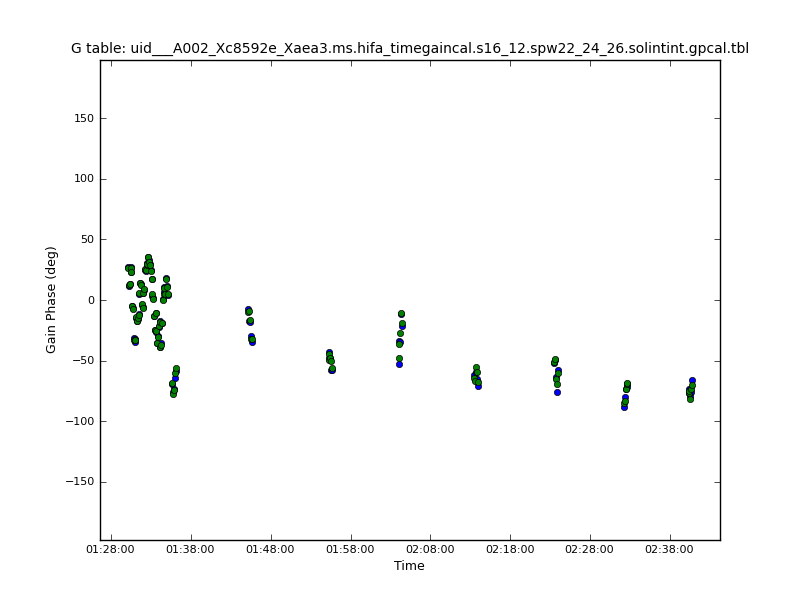 G table: uid___A002_Xc8592e_Xaea3.ms.hifa_timegaincal.s16_12.spw22_24_26.solintint.gpcal.tbl
150
100
50
0
−50
−100
−150
Gain Phase (deg)
01:28:00 01:38:00 01:48:00 01:58:00 02:08:00 02:18:00 02:28:00 02:38:00
Time